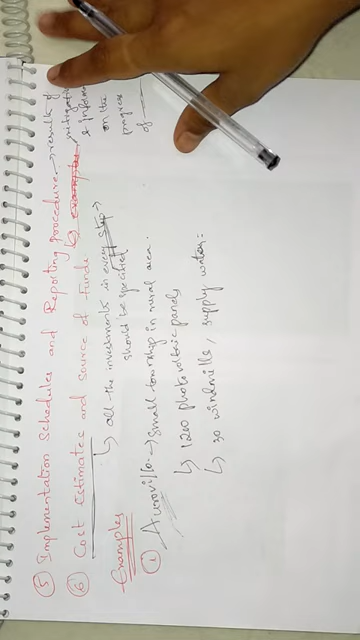 ⑤ Implementation Schedules and Reporting procedure → results of
mitigation
& inform
on the
progress
of
⑥ Cost Estimates and source of funds
↳ all the investments in every step →
should be specified
Examples
① Auroville → Small township in rural area.
↳ 1200 photovoltaic panels
↳ 30 windmills, supply water